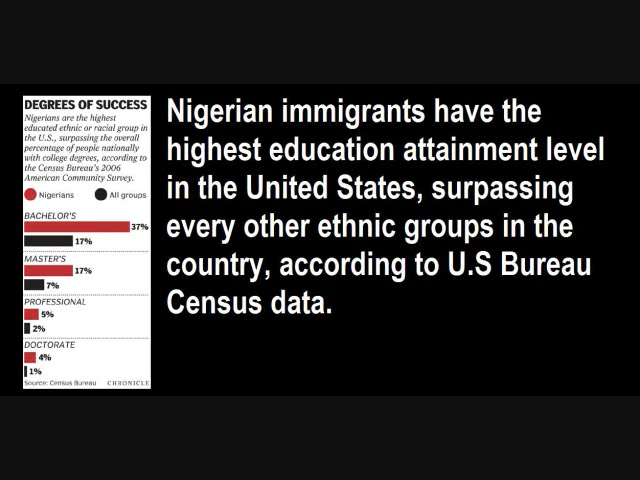 DEGREES OF SUCCESS
Nigerians are the highest
educated ethnic or racial group in
the U.S., surpassing the overall
percentage of people nationally
with college degrees, according to
the Census Bureau's 2006
American Community Survey.
Nigerians All groups
BACHELOR'S
37%
17%
MASTER'S
17%
7%
PROFESSIONAL
5%
2%
DOCTORATE
4%
1%
Source: Census Bureau CHRONICLE
Nigerian immigrants have the
highest education attainment level
in the United States, surpassing
every other ethnic groups in the
country, according to U.S Bureau
Census data.